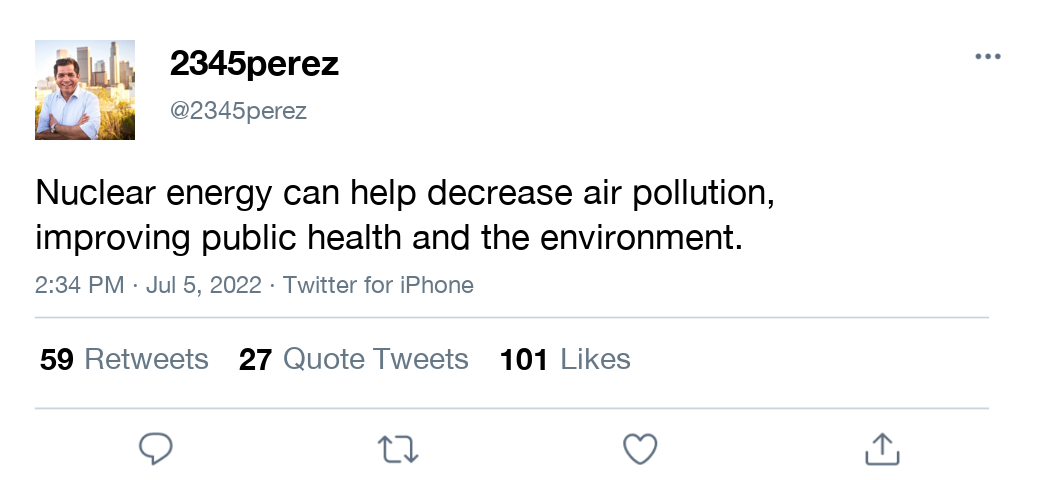 2345perez
@2345perez
Nuclear energy can help decrease air pollution,
improving public health and the environment.
2:34 PM · Jul 5, 2022 · Twitter for iPhone
59 Retweets 27 Quote Tweets 101 Likes